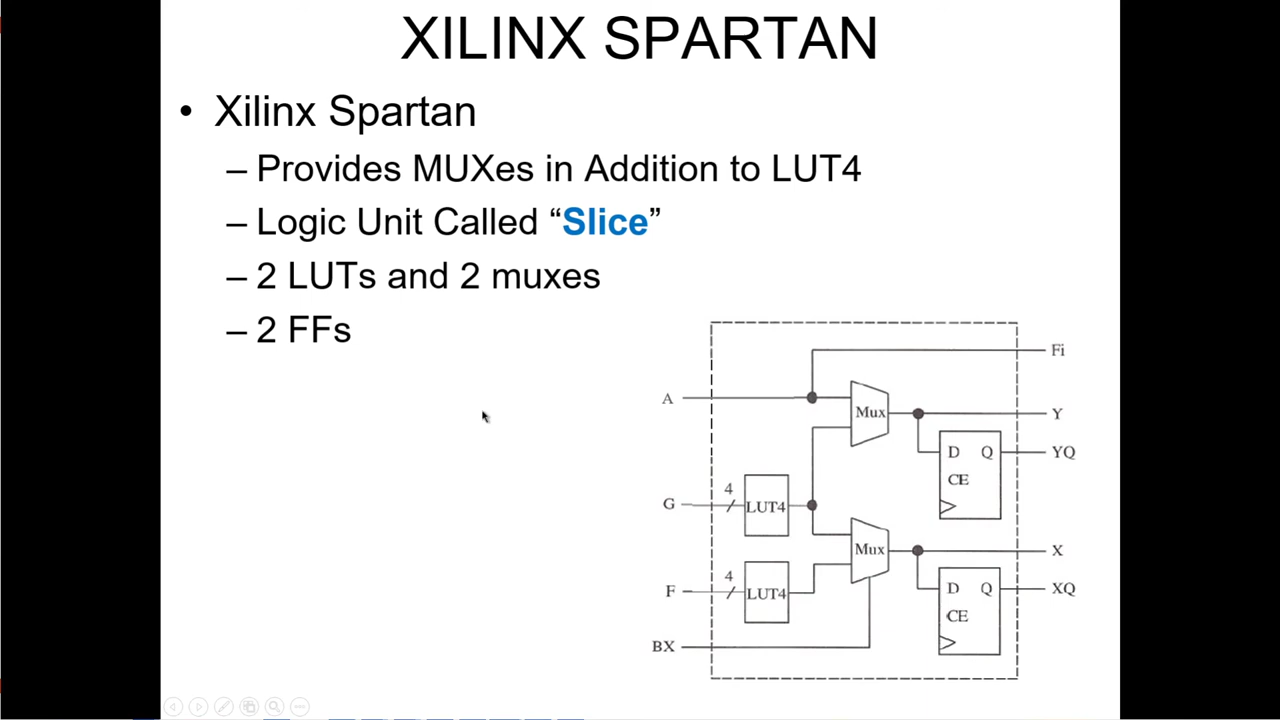 XILINX SPARTAN
• Xilinx Spartan
– Provides MUXes in Addition to LUT4
– Logic Unit Called “Slice”
– 2 LUTs and 2 muxes
– 2 FFs
Fi
A
Mux
Y
D Q
YQ
CE
4
G
LUT4
Mux
X
4
D Q
XQ
F
LUT4
CE
BX